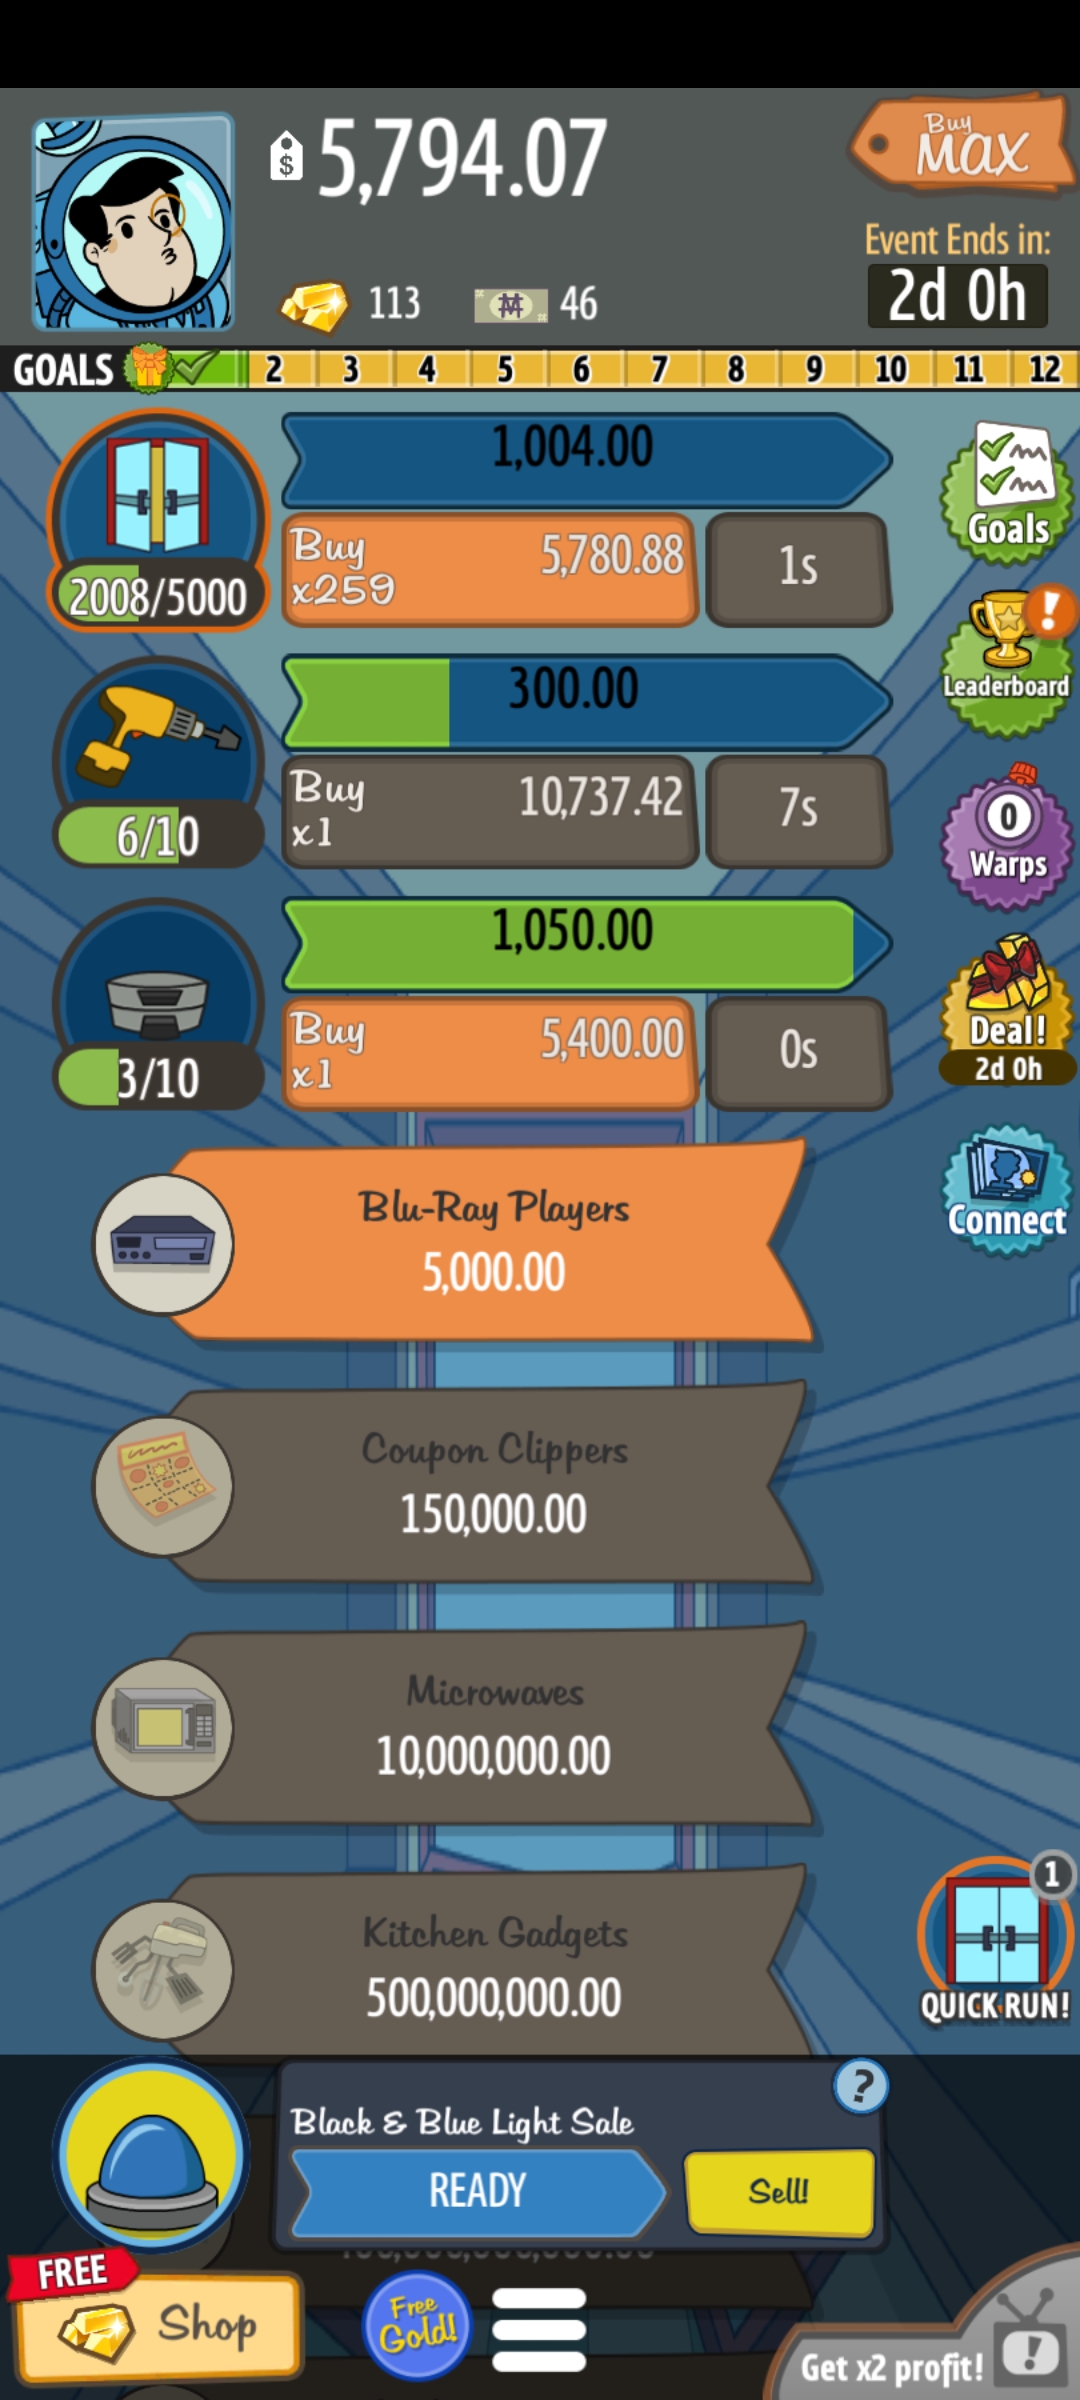 $ 5,794.07
Buy
MAX
Event Ends in:
2d 0h
113
46
GOALS 2 3 4 5 6 7 8 9 10 11 12
1,004.00
Buy 5,780.88
x259
1s
2008/5000
Goals
300.00
Buy 10,737.42
x1
7s
6/10
Leaderboard
0
Warps
1,050.00
Buy 5,400.00
x1
0s
3/10
Deal!
2d 0h
Blu-Ray Players
5,000.00
Connect
Coupon Clippers
150,000.00
Microwaves
10,000,000.00
Kitchen Gadgets
500,000,000.00
1
QUICK RUN!
Black & Blue Light Sale
?
READY
Sell!
FREE
Shop
Free
Gold!
Get x2 profit!